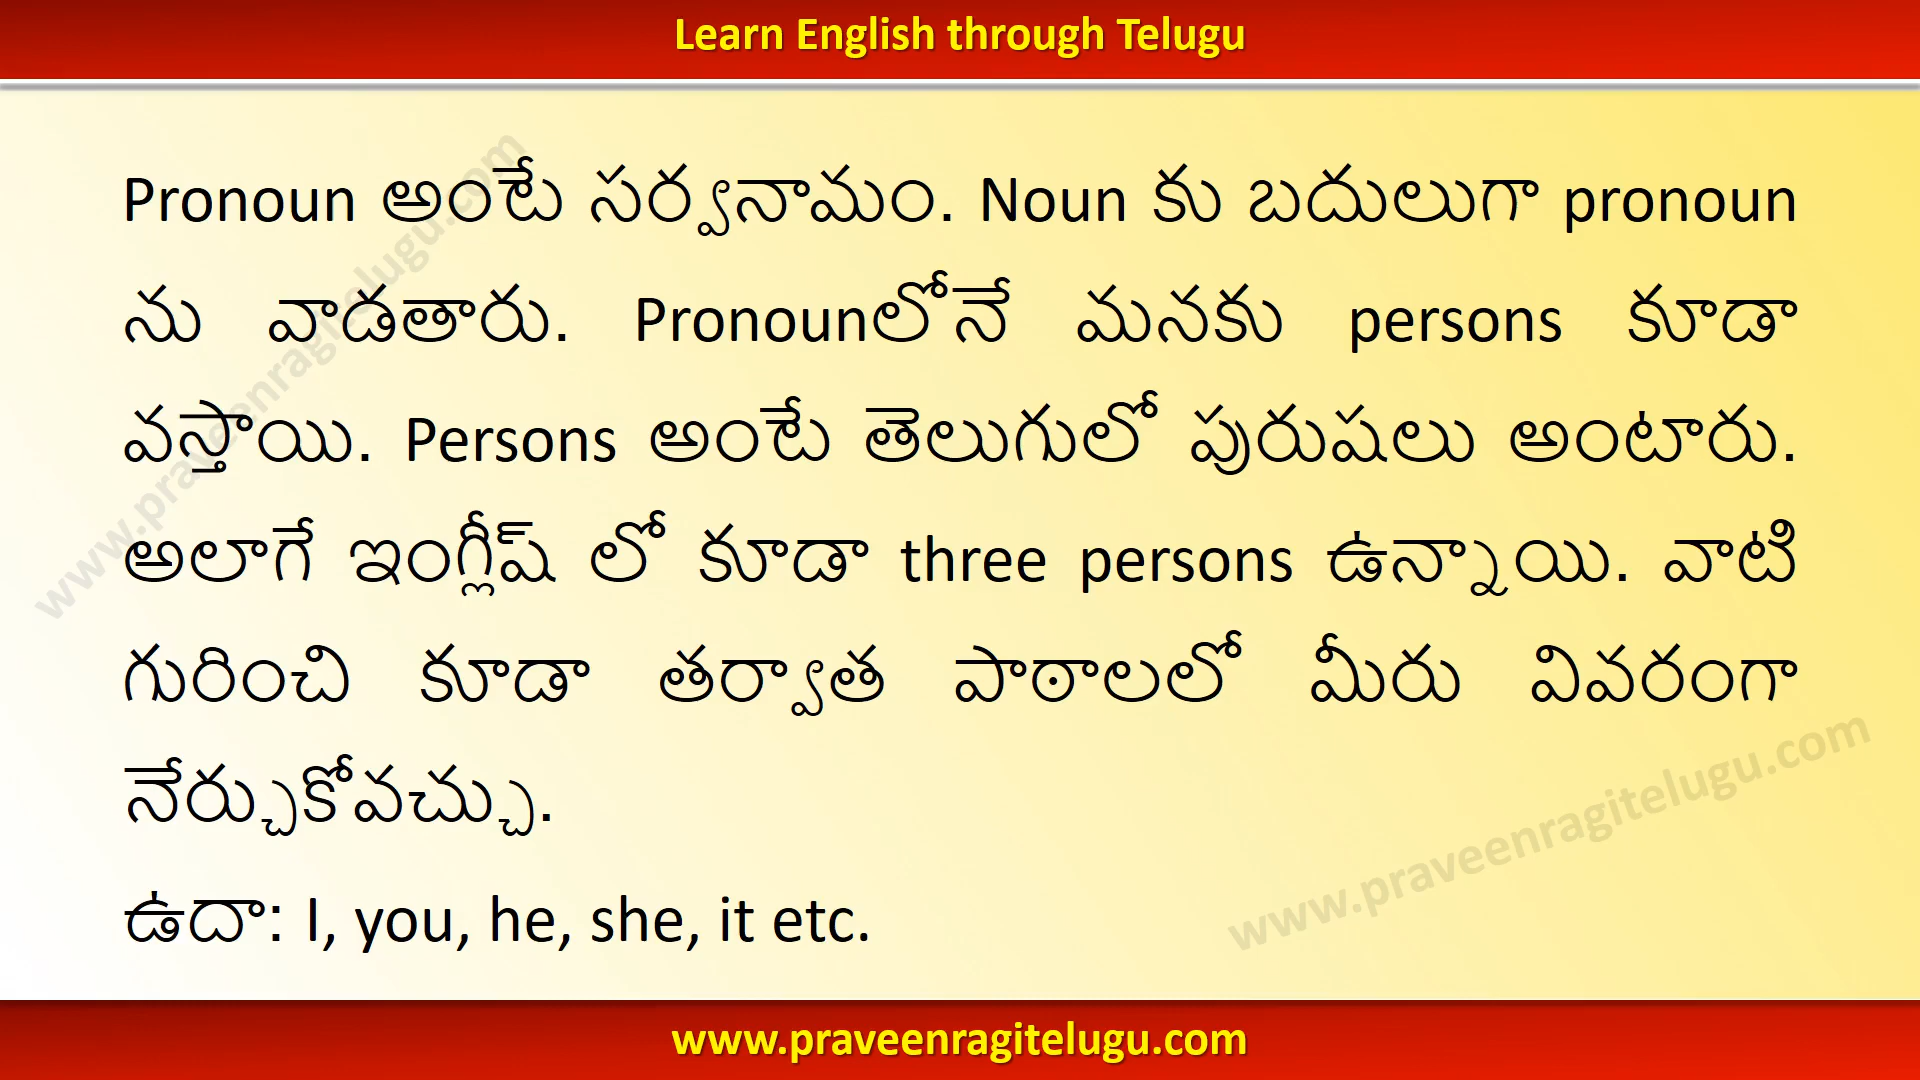 Learn English through Telugu
Pronoun అంటే సర్వనామం. Noun కు బదులుగా pronoun
ను వాడతారు. Pronounలోనే మనకు persons కూడా
వస్తాయి. Persons అంటే తెలుగులో పురుషలు అంటారు.
అలాగే ఇంగ్లీష్ లో కూడా three persons ఉన్నాయి. వాటి
గురించి కూడా తర్వాత పాఠాలలో మీరు వివరంగా
నేర్చుకోవచ్చు.
ఉదా: I, you, he, she, it etc.
www.praveenragitelugu.com
www.praveenragitelugu.com
www.praveenragitelugu.com